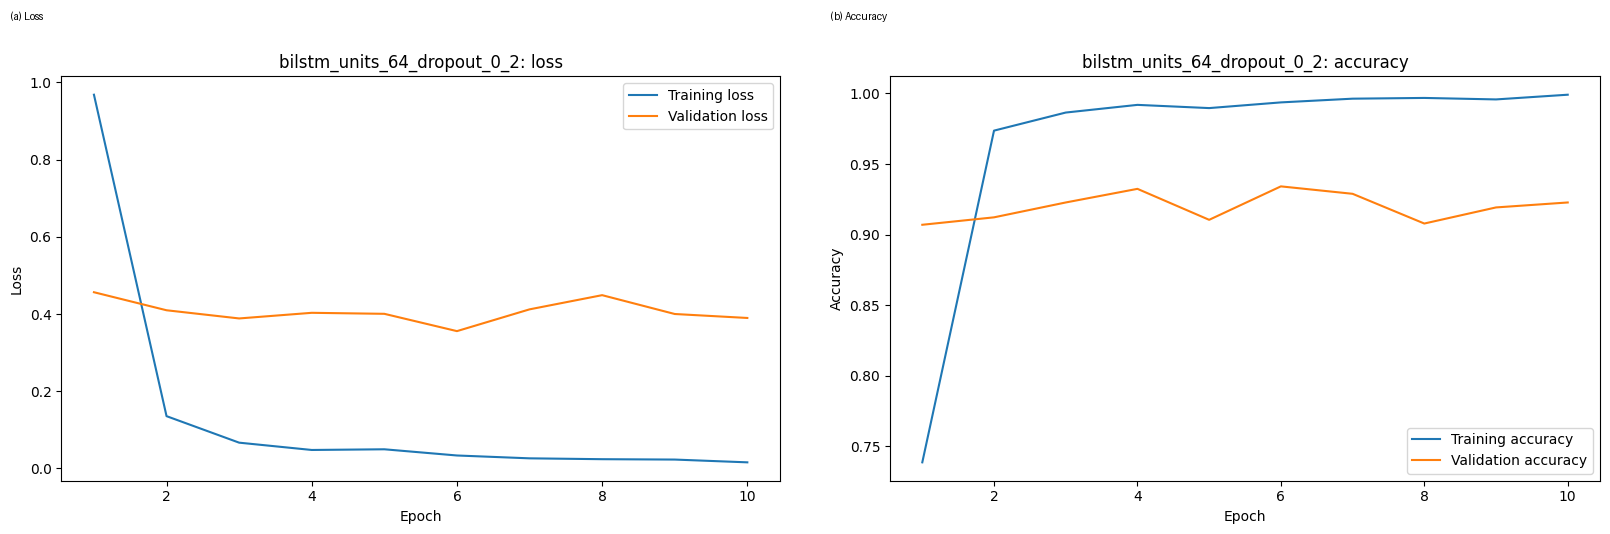 (a) Loss
bilstm_units_64_dropout_0_2: loss
1.0
0.8
0.6
0.4
0.2
0.0
Loss
2
4
6
8
10
Epoch
Training loss
Validation loss
(b) Accuracy
bilstm_units_64_dropout_0_2: accuracy
1.00
0.95
0.90
0.85
0.80
0.75
Accuracy
2
4
6
8
10
Epoch
Training accuracy
Validation accuracy